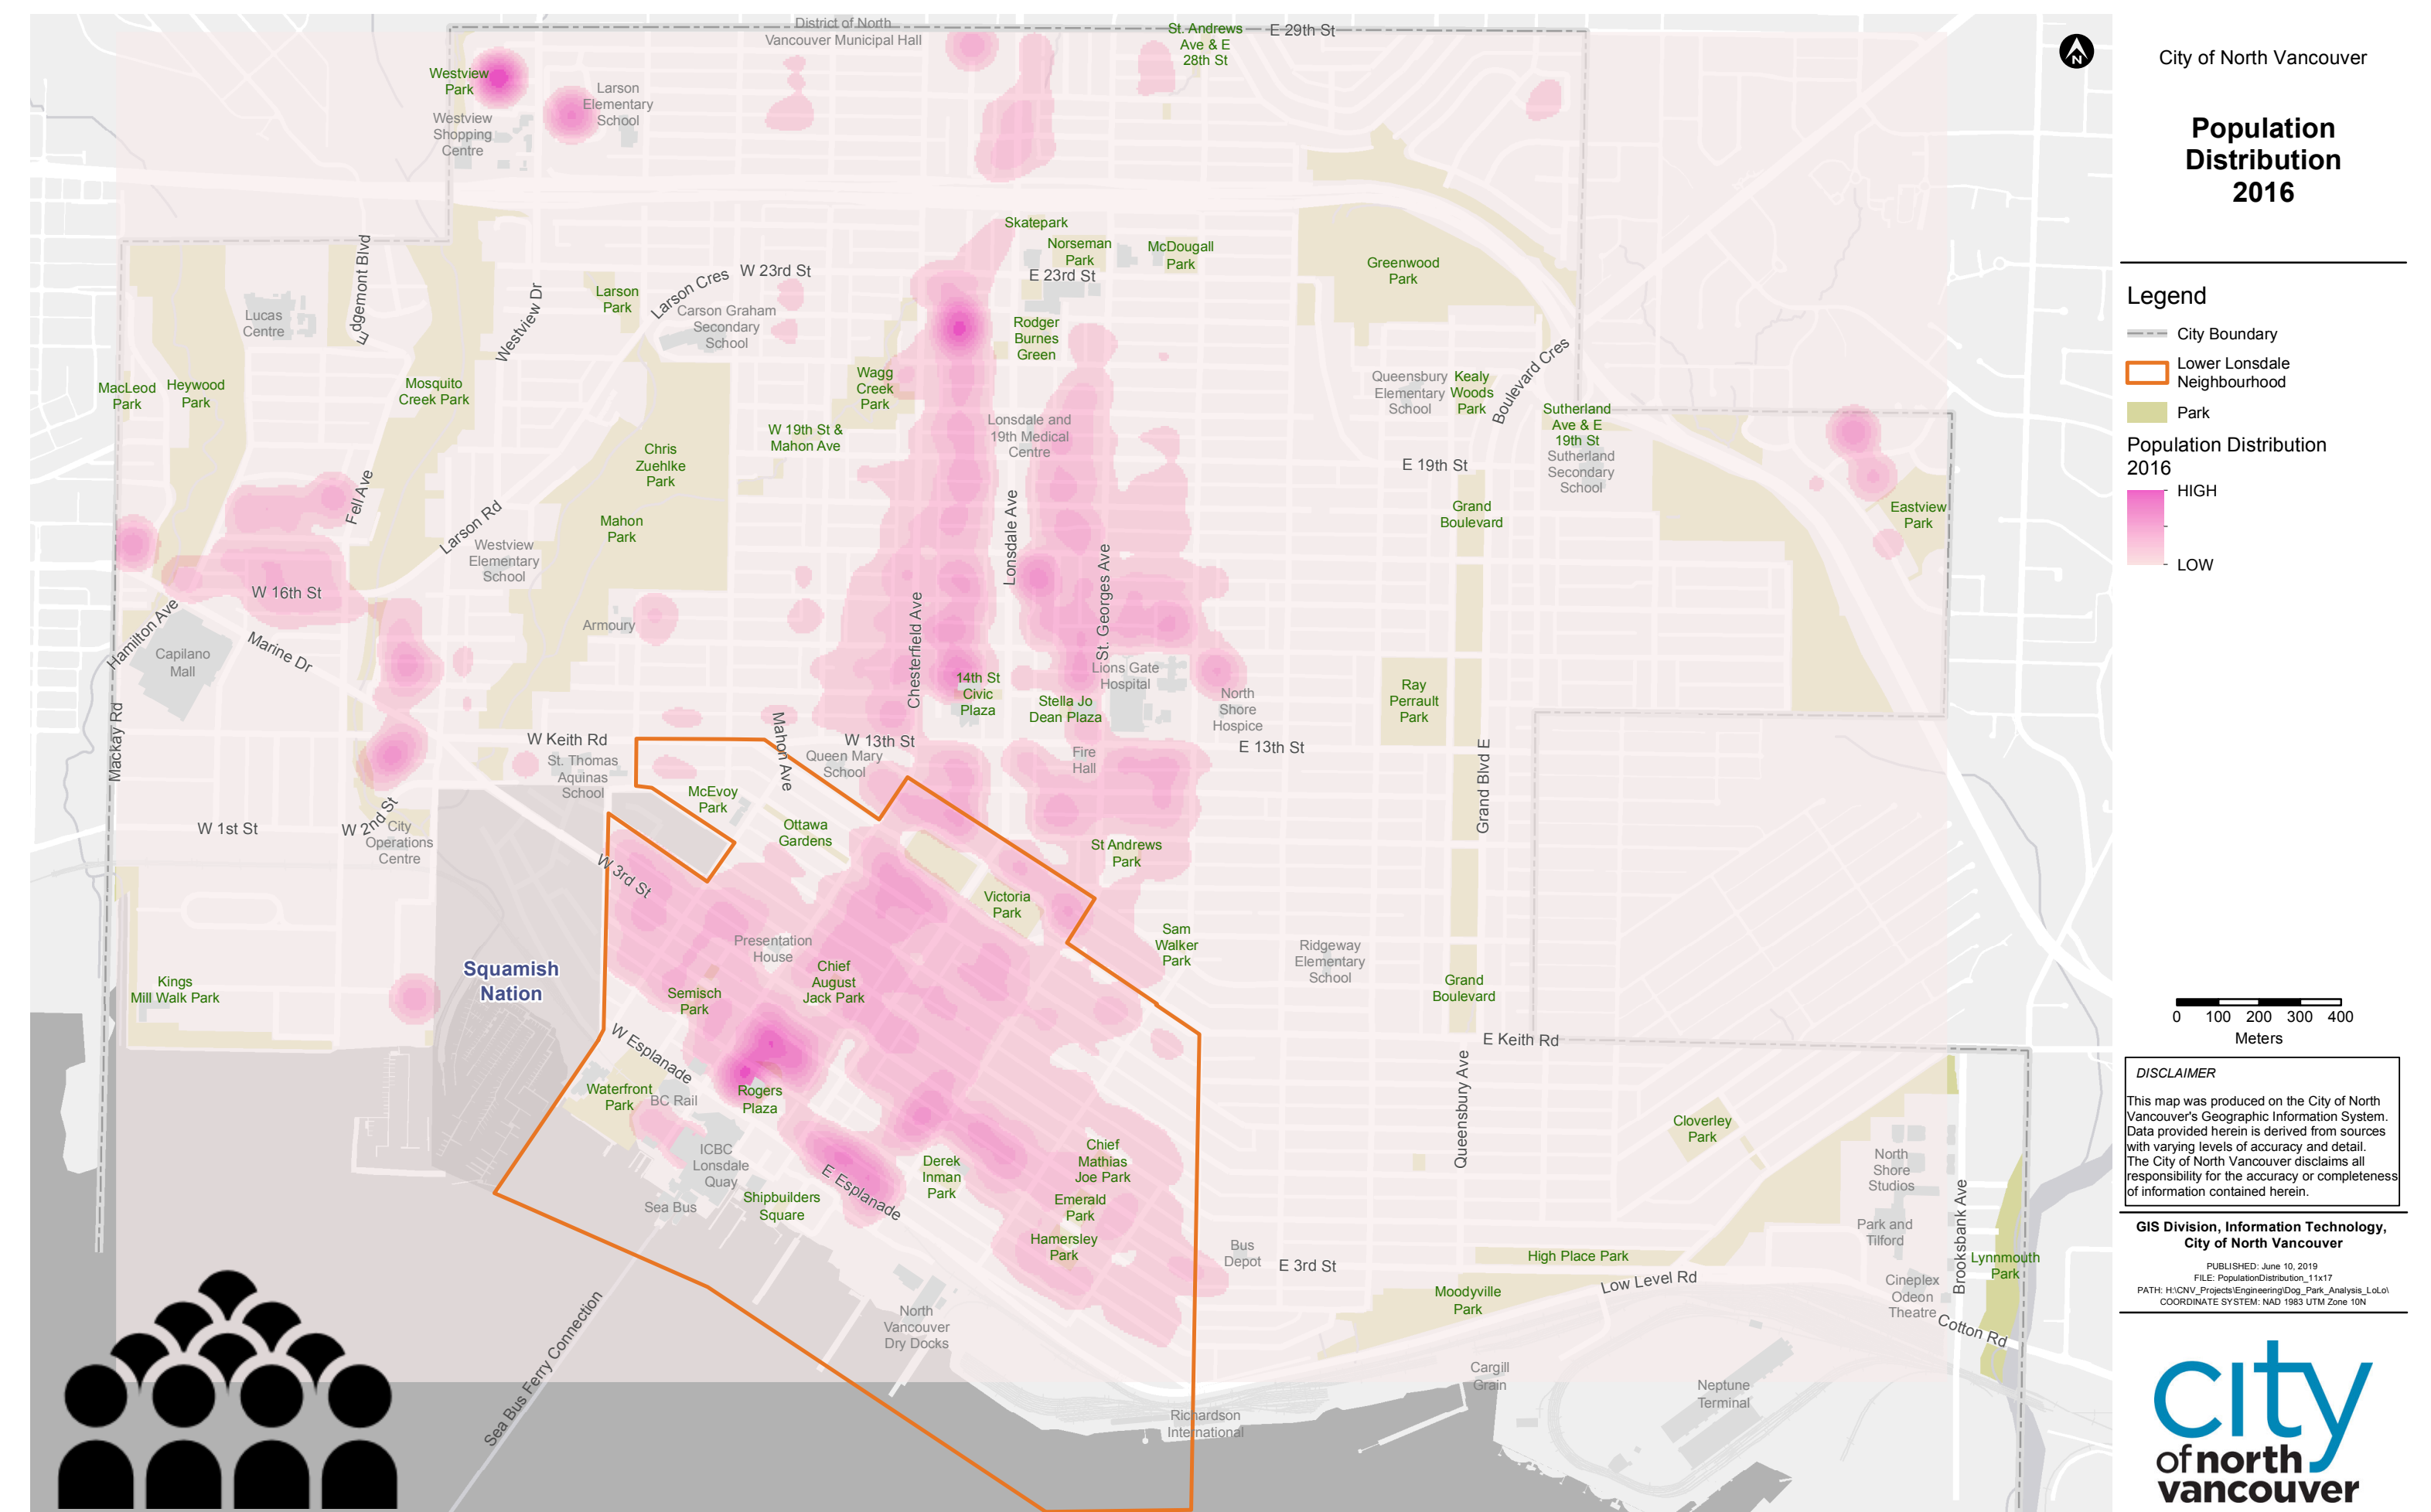 District of North
Vancouver Municipal Hall
St. Andrews
Ave & E
28th St
E 29th St
Westview
Park
Larson
Elementary
School
Westview
Shopping
Centre
Skatepark
Norseman
Park
McDougall
Park
E 23rd St
W 23rd St
Larson Cres
Edgemont Blvd
Westview Dr
Larson
Park
Carson Graham
Secondary
School
Lucas
Centre
Greenwood
Park
Rodger
Burnes
Green
MacLeod
Park
Heywood
Park
Mosquito
Creek Park
Wagg
Creek
Park
Queensbury
Elementary
School
Kealy
Woods
Park
Boulevard Cres
Sutherland
Ave & E
19th St
Sutherland
Secondary
School
Lonsdale and
19th Medical
Centre
W 19th St &
Mahon Ave
E 19th St
Chris
Zuehlke
Park
Fell Ave
Larson Rd
Mahon
Park
Westview
Elementary
School
Lonsdale Ave
Grand
Boulevard
Eastview
Park
W 16th St
Hamilton Ave
Marine Dr
Capilano
Mall
Armoury
Chesterfield Ave
St. Georges Ave
14th St
Civic
Plaza
Lions Gate
Hospital
Stella Jo
Dean Plaza
North
Shore
Hospice
Ray
Perrault
Park
Mackay Rd
W Keith Rd
Mahon Ave
W 13th St
E 13th St
Queen Mary
School
Fire
Hall
St. Thomas
Aquinas
School
McEvoy
Park
Grand Blvd E
W 1st St
W 2nd St
City
Operations
Centre
Ottawa
Gardens
St Andrews
Park
W 3rd St
Victoria
Park
Presentation
House
Sam
Walker
Park
Ridgeway
Elementary
School
Squamish
Nation
Kings
Mill Walk Park
Chief
August
Jack Park
Semisch
Park
Grand
Boulevard
W Esplanade
E Keith Rd
Queensbury Ave
Waterfront
Park
BC Rail
Rogers
Plaza
Cloverley
Park
ICBC
Lonsdale
Quay
E Esplanade
Derek
Inman
Park
Chief
Mathias
Joe Park
Emerald
Park
Hamersley
Park
Sea Bus
Shipbuilders
Square
North
Shore
Studios
Park and
Tilford
Brooksbank Ave
Lynnmouth
Park
Bus
Depot
E 3rd St
High Place Park
Low Level Rd
Moodyville
Park
Cineplex
Odeon
Theatre
Cotton Rd
North
Vancouver
Dry Docks
Sea Bus Ferry Connection
Cargill
Grain
Neptune
Terminal
Richardson
International
N
City of North Vancouver
Population
Distribution
2016
Legend
City Boundary
Lower Lonsdale
Neighbourhood
Park
Population Distribution
2016
HIGH
LOW
0 100 200 300 400
Meters
DISCLAIMER
This map was produced on the City of North
Vancouver's Geographic Information System.
Data provided herein is derived from sources
with varying levels of accuracy and detail.
The City of North Vancouver disclaims all
responsibility for the accuracy or completeness
of information contained herein.
GIS Division, Information Technology,
City of North Vancouver
PUBLISHED: June 10, 2019
FILE: PopulationDistribution_11x17
PATH: H:\CNV_Projects\Engineering\Dog_Park_Analysis_LoLo\
COORDINATE SYSTEM: NAD 1983 UTM Zone 10N
city
of north
vancouver